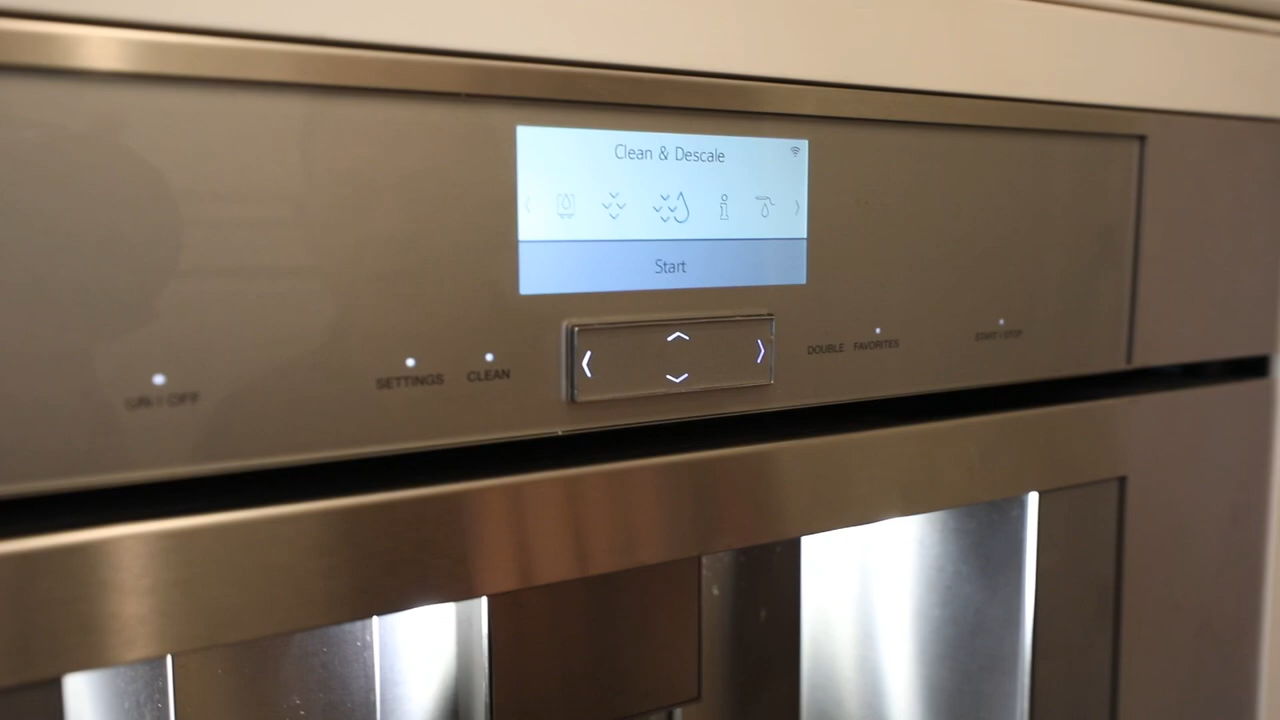 Clean & Descale
Start
ON / OFF
SETTINGS
CLEAN
DOUBLE
FAVORITES
START / STOP